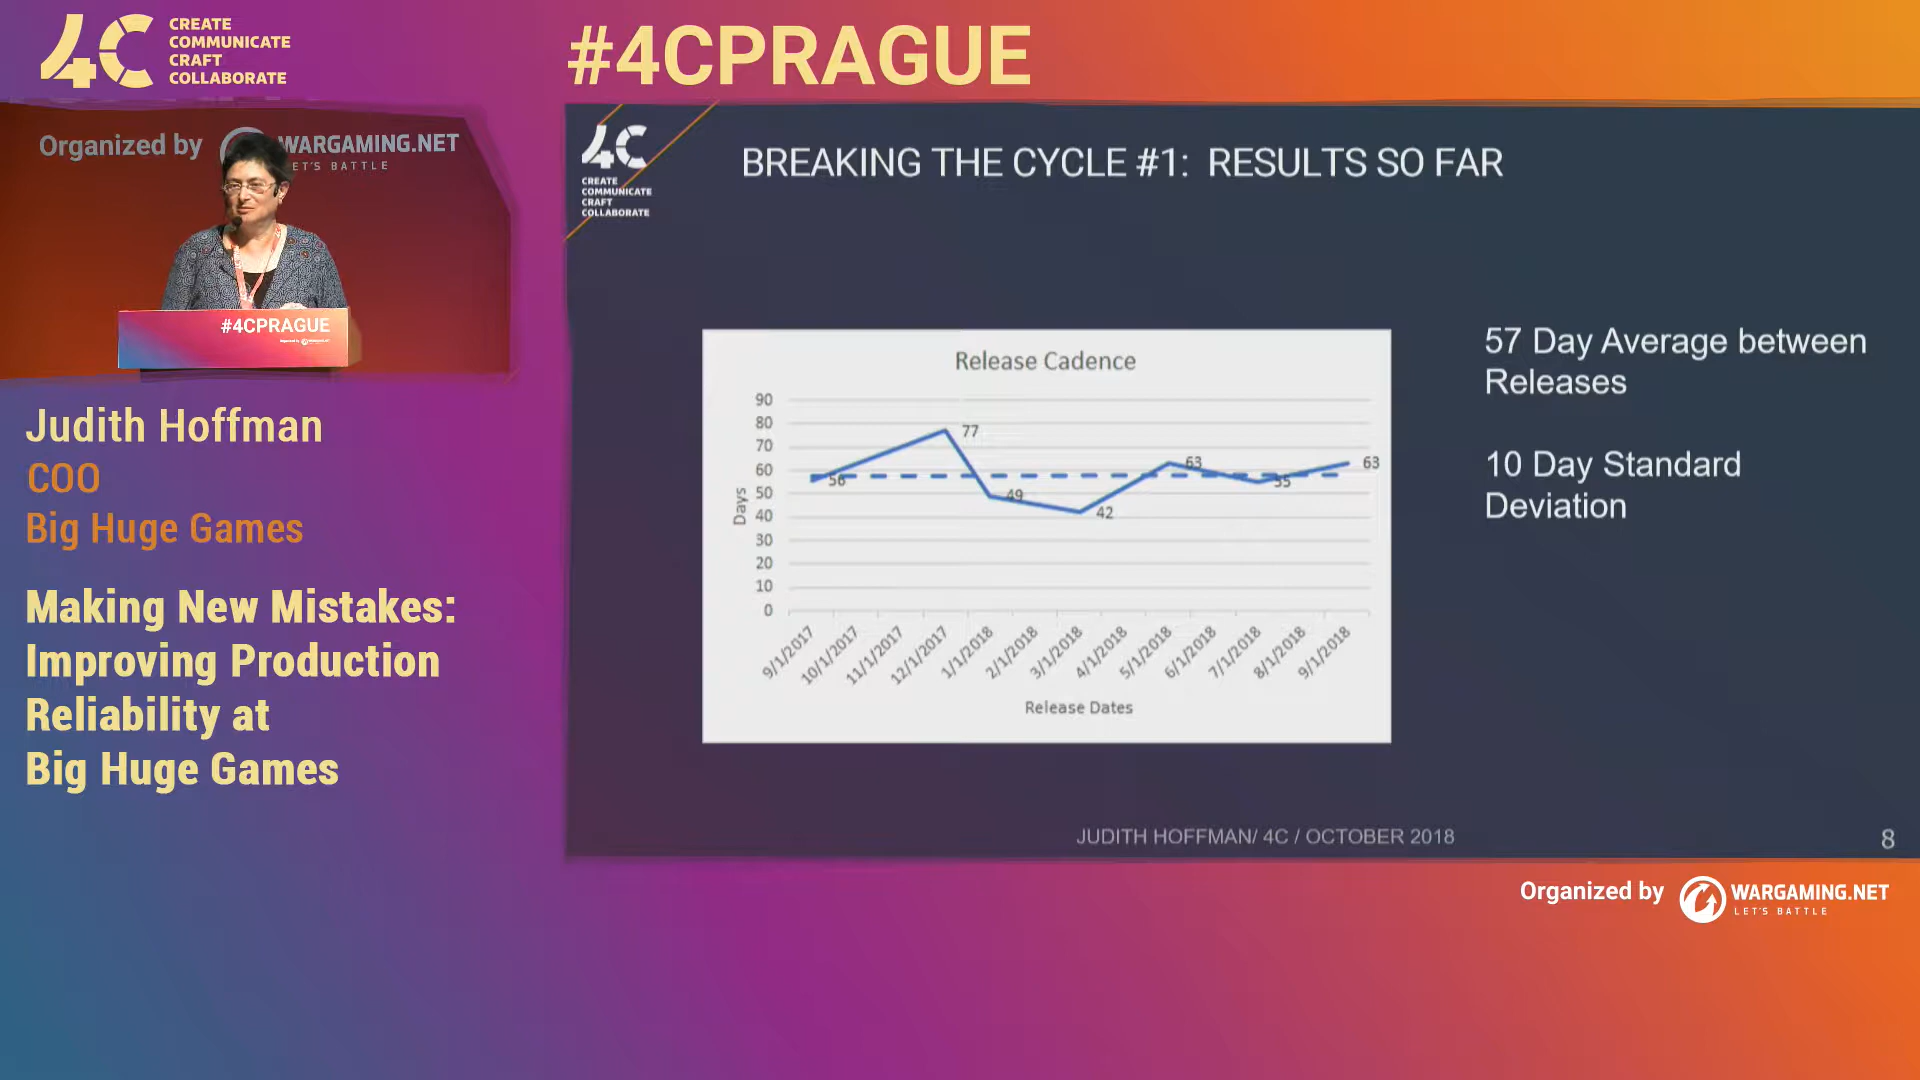 4C CREATE
COMMUNICATE
CRAFT
COLLABORATE
#4CPRAGUE
Organized by WARGAMING.NET
LET'S BATTLE
#4CPRAGUE
Judith Hoffman
COO
Big Huge Games
Making New Mistakes:
Improving Production
Reliability at
Big Huge Games
4C
CREATE
COMMUNICATE
CRAFT
COLLABORATE
BREAKING THE CYCLE #1: RESULTS SO FAR
Release Cadence
90
80
70
60
50
40
30
20
10
0
Days
77
49
42
63
55
63
9/1/2017
10/1/2017
11/1/2017
12/1/2017
1/1/2018
2/1/2018
3/1/2018
4/1/2018
5/1/2018
6/1/2018
7/1/2018
8/1/2018
9/1/2018
Release Dates
57 Day Average between
Releases
10 Day Standard
Deviation
JUDITH HOFFMAN/ 4C / OCTOBER 2018
8
Organized by WARGAMING.NET
LET'S BATTLE